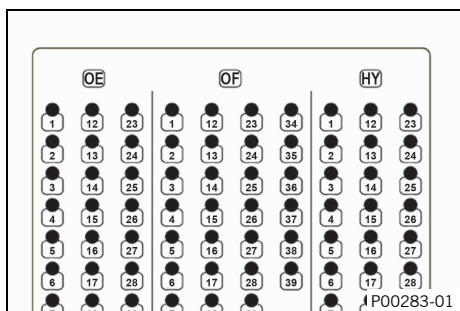 OE OF HY
1 12 23 1 12 23 34 1 12 23
2 13 24 2 13 24 35 2 13 24
3 14 25 3 14 25 36 3 14 25
4 15 26 4 15 26 37 4 15 26
5 16 27 5 16 27 38 5 16 27
6 17 28 6 17 28 39 6 17 28
P00283-01